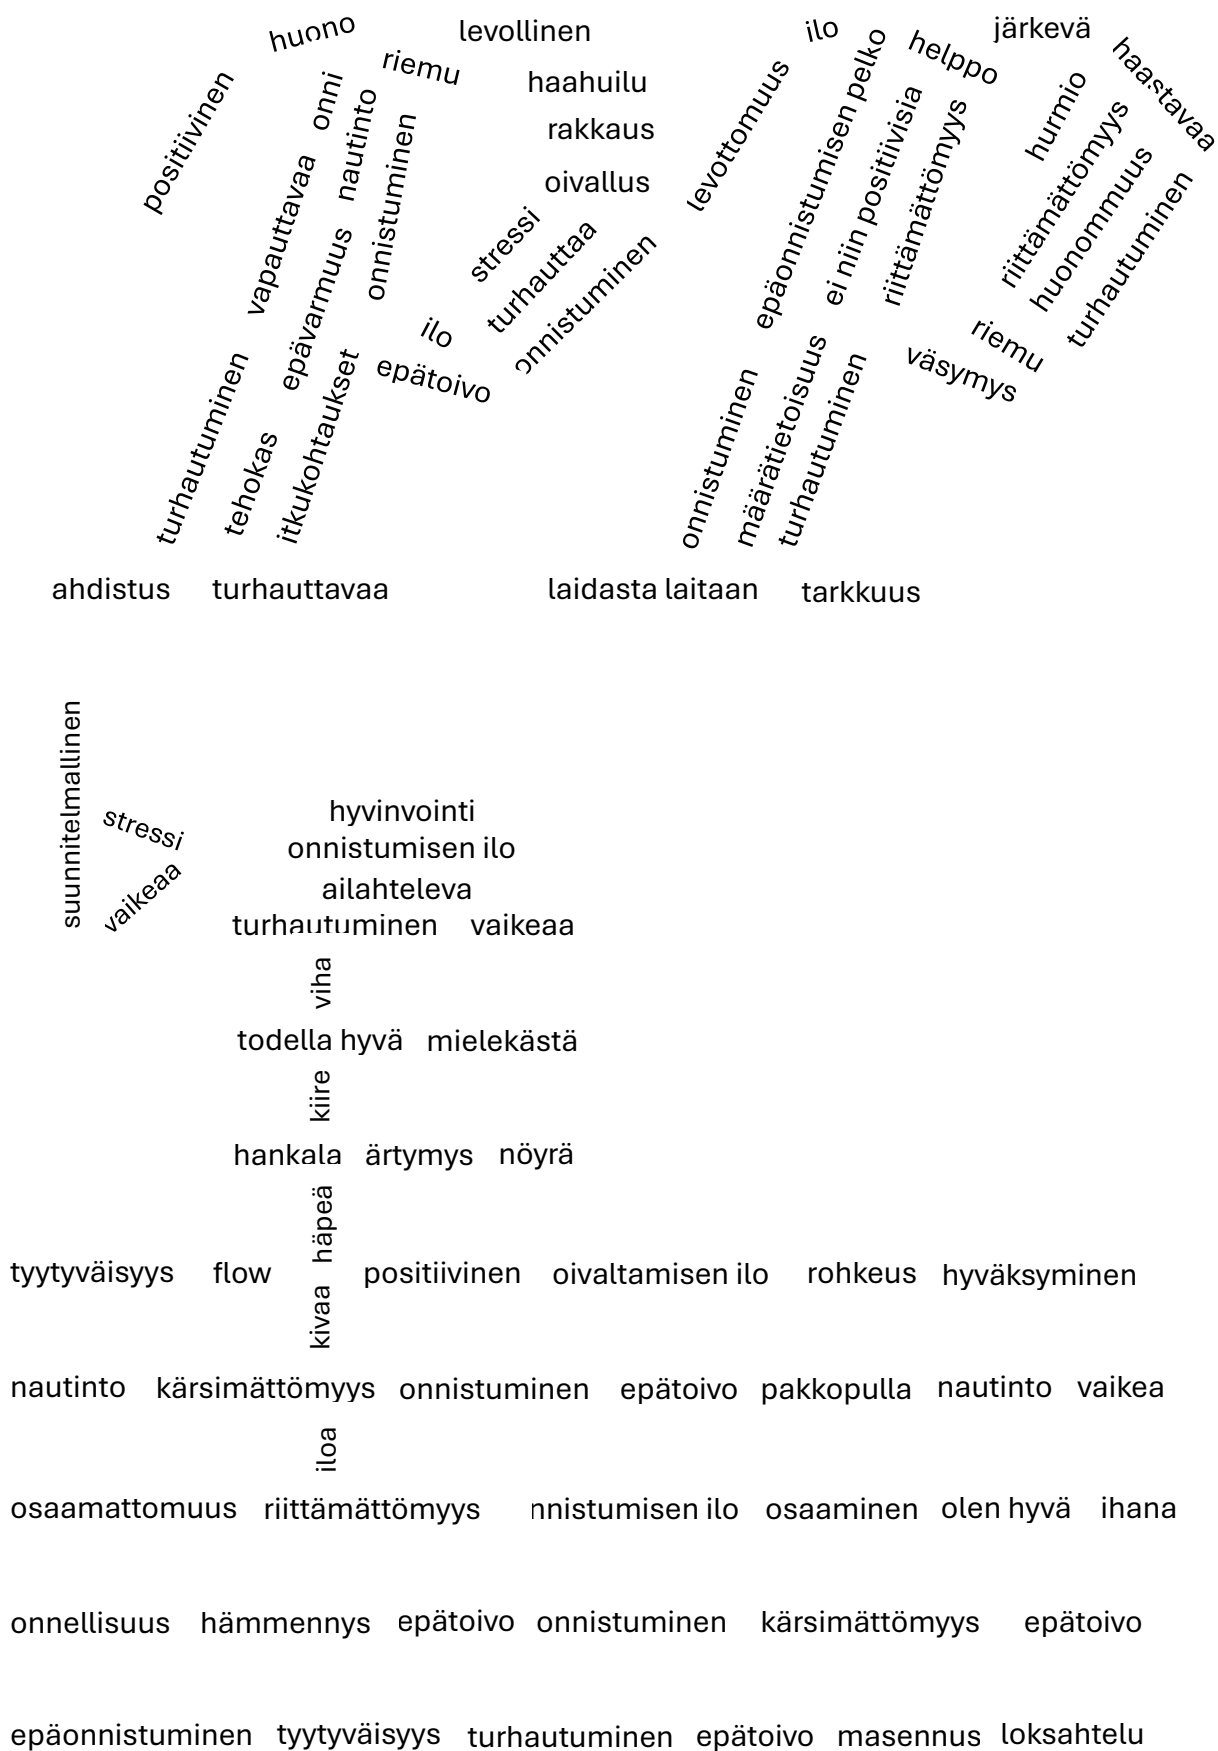 huono
levollinen
ilo
järkevä
positiivinen
onni
riemu
haahuilu
levottomuus
epäonnistumisen pelko
helppo
hurmio
haastavaa
vapauttavaa
nautinto
onnistuminen
rakkaus
oivallus
ei niin positiivisia
riittämättömyys
riittämättömyys
huonommuus
turhautuminen
epävarmuus
stressi
turhauttaa
onnistuminen
ilo
epätoivo
riemu
väsymys
turhautuminen
tehokas
itkukohtaukset
onnistuminen
määrätietoisuus
turhautuminen
ahdistus turhauttavaa laidasta laitaan tarkkuus
suunnitelmallinen
stressi
vaikeaa
hyvinvointi
onnistumisen ilo
ailahteleva
turhautuminen vaikeaa
viha
todella hyvä mielekästä
kiire
hankala ärtymys nöyrä
häpeä
tyytyväisyys flow positiivinen oivaltamisen ilo rohkeus hyväksyminen
kivaa
nautinto kärsimättömyys onnistuminen epätoivo pakkopulla nautinto vaikea
iloa
osaamattomuus riittämättömyys nnistumisen ilo osaaminen olen hyvä ihana
onnellisuus hämmennys epätoivo onnistuminen kärsimättömyys epätoivo
epäonnistuminen tyytyväisyys turhautuminen epätoivo masennus loksahtelu